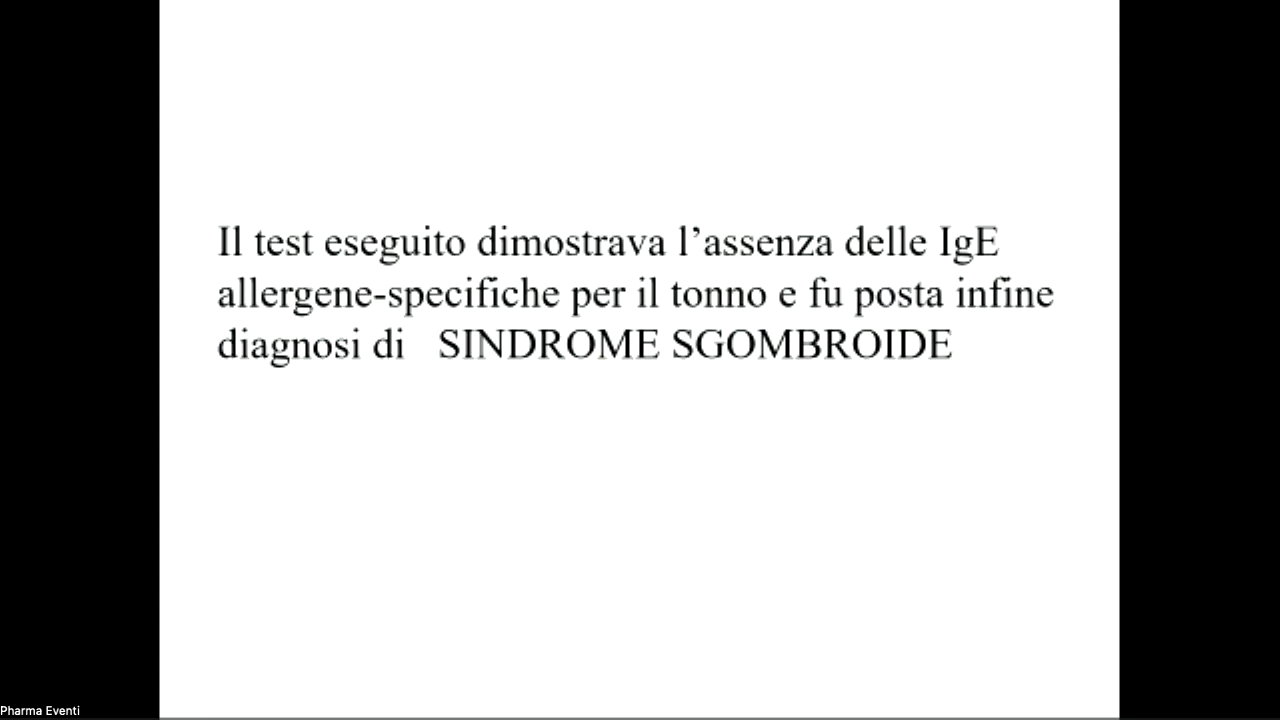 Il test eseguito dimostrava l’assenza delle IgE
allergene-specifiche per il tonno e fu posta infine
diagnosi di   SINDROME SGOMBROIDE
Pharma Eventi